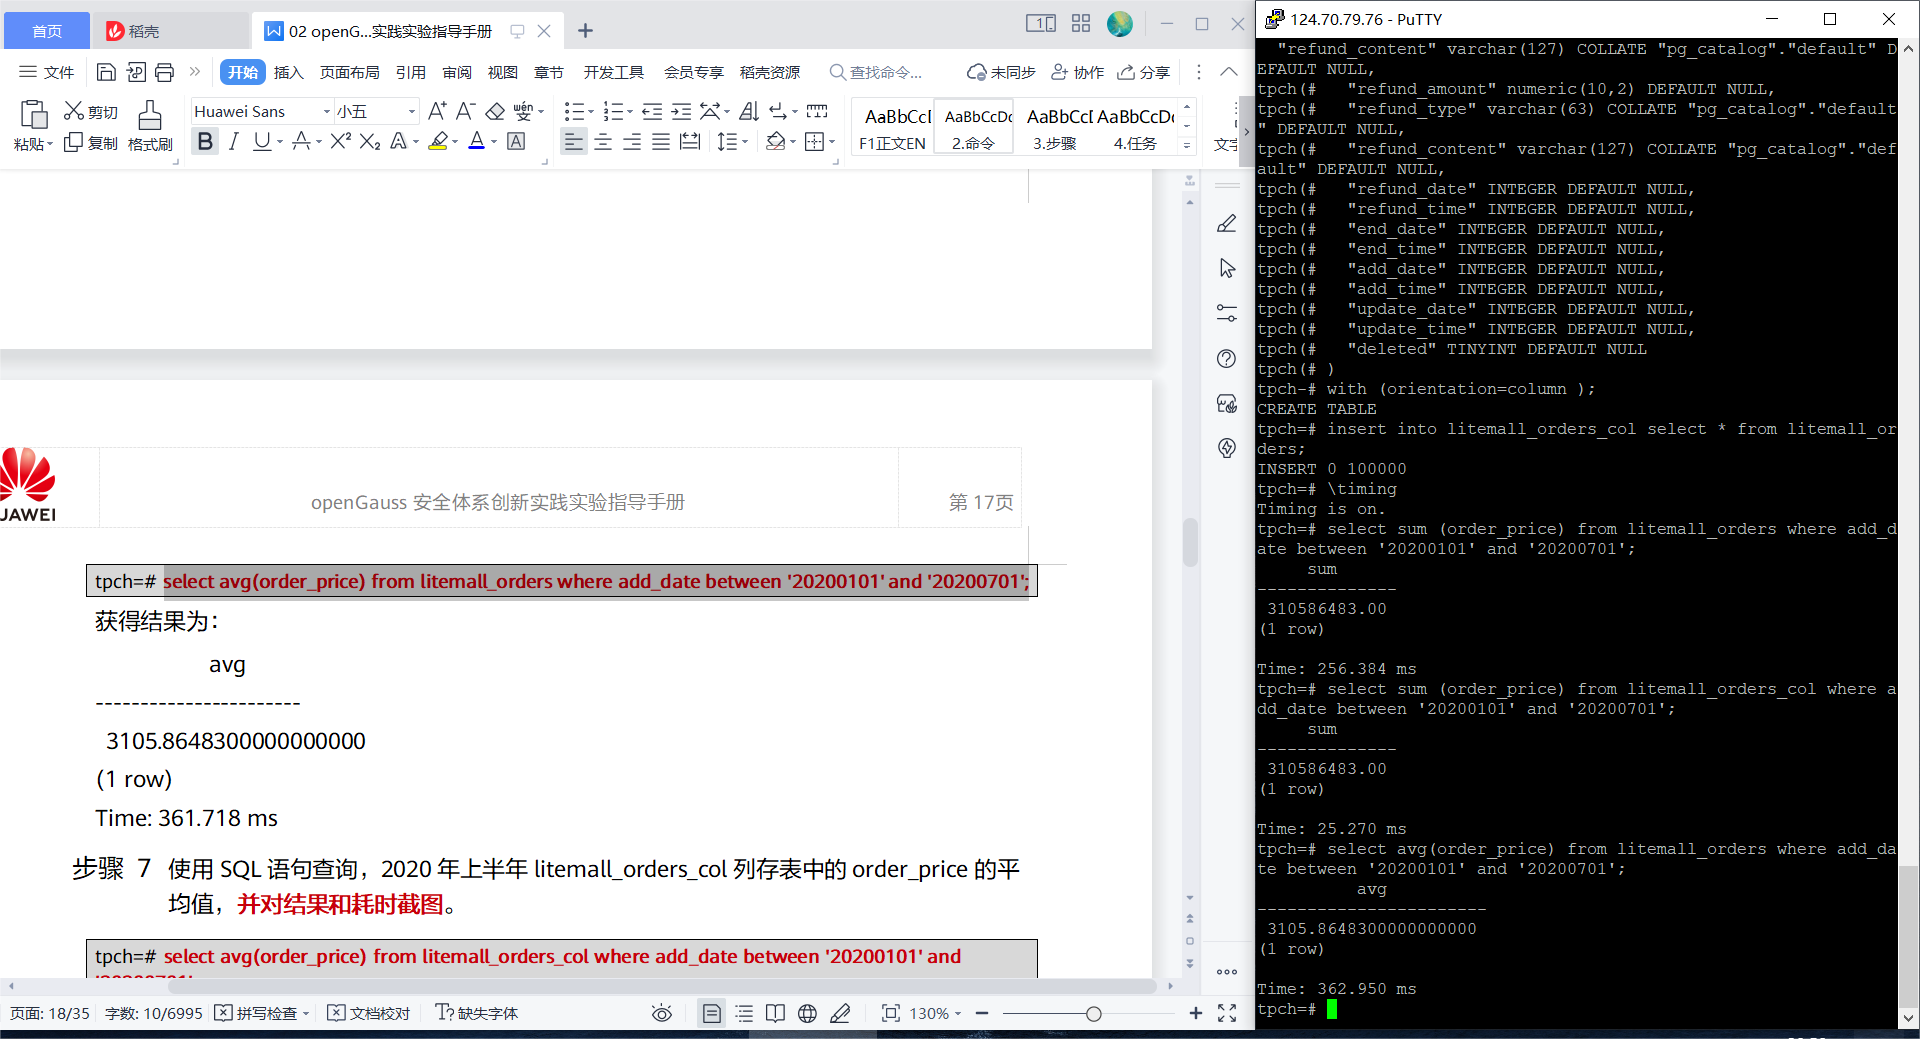 首页
稻壳
02 openG...实践实验指导手册
文件
开始
插入
页面布局
引用
审阅
视图
章节
开发工具
会员专享
稻壳资源
查找命令...
未同步
协作
分享
粘贴
剪切
复制
格式刷
Huawei Sans
小五
AaBbCcI
F1正文EN
AaBbCcDc
2.命令
AaBbCcI
3.步骤
AaBbCcDc
4.任务
openGauss 安全体系创新实践实验指导手册
第 17页
tpch=# select avg(order_price) from litemall_orders where add_date between '20200101' and '20200701';
获得结果为：
avg
-----------------------
3105.8648300000000000
(1 row)
Time: 361.718 ms
步骤 7 使用 SQL 语句查询，2020 年上半年 litemall_orders_col 列存表中的 order_price 的平
均值，并对结果和耗时截图。
tpch=# select avg(order_price) from litemall_orders_col where add_date between '20200101' and
页面: 18/35
字数: 10/6995
拼写检查
文档校对
缺失字体
130%
124.70.79.76 - PuTTY
"refund_content" varchar(127) COLLATE "pg_catalog"."default" D
EFAULT NULL,
tpch(#   "refund_amount" numeric(10,2) DEFAULT NULL,
tpch(#   "refund_type" varchar(63) COLLATE "pg_catalog"."default
" DEFAULT NULL,
tpch(#   "refund_content" varchar(127) COLLATE "pg_catalog"."def
ault" DEFAULT NULL,
tpch(#   "refund_date" INTEGER DEFAULT NULL,
tpch(#   "refund_time" INTEGER DEFAULT NULL,
tpch(#   "end_date" INTEGER DEFAULT NULL,
tpch(#   "end_time" INTEGER DEFAULT NULL,
tpch(#   "add_date" INTEGER DEFAULT NULL,
tpch(#   "add_time" INTEGER DEFAULT NULL,
tpch(#   "update_date" INTEGER DEFAULT NULL,
tpch(#   "update_time" INTEGER DEFAULT NULL,
tpch(#   "deleted" TINYINT DEFAULT NULL
tpch(# )
tpch-# with (orientation=column );
CREATE TABLE
tpch=# insert into litemall_orders_col select * from litemall_or
ders;
INSERT 0 100000
tpch=# \timing
Timing is on.
tpch=# select sum (order_price) from litemall_orders where add_d
ate between '20200101' and '20200701';
sum
--------------
310586483.00
(1 row)
Time: 256.384 ms
tpch=# select sum (order_price) from litemall_orders_col where a
dd_date between '20200101' and '20200701';
sum
--------------
310586483.00
(1 row)
Time: 25.270 ms
tpch=# select avg(order_price) from litemall_orders where add_da
te between '20200101' and '20200701';
avg
-----------------------
3105.8648300000000000
(1 row)
Time: 362.950 ms
tpch=#